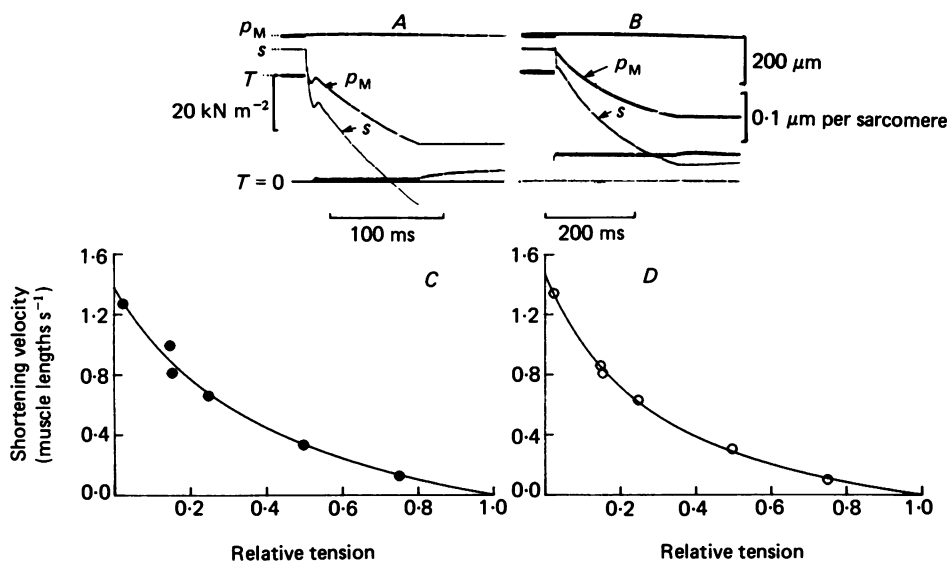 A
B
pM
s
T
20 kN m−2
pM
s
T = 0
100 ms
pM
s
200 μm
0·1 μm per sarcomere
200 ms
Shortening velocity
(muscle lengths s−1)
1·6
1·2
0·8
0·4
0·0
C
0·2
0·4
0·6
0·8
1·0
Relative tension
1·6
1·2
0·8
0·4
0·0
D
0·2
0·4
0·6
0·8
1·0
Relative tension